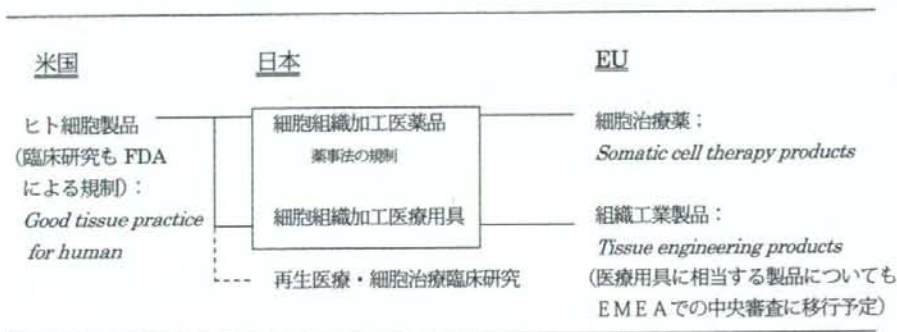 米国
日本
EU
ヒト細胞製品
(臨床研究も FDA
による規制):
Good tissue practice
for human
細胞組織加工医薬品
薬事法の規制
細胞組織加工医療用具
再生医療・細胞治療臨床研究
細胞治療薬:
Somatic cell therapy products
組織工業製品:
Tissue engineering products
(医療用具に相当する製品についても
EMEAでの中央審査に移行予定)